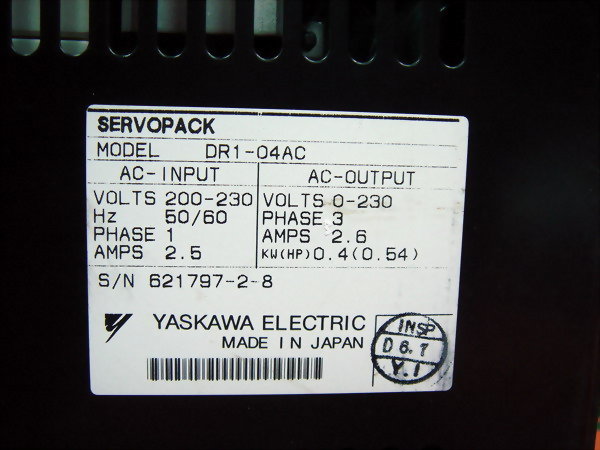 SERVOPACK
MODEL DR1-04AC
AC-INPUT
VOLTS 200-230
Hz 50/60
PHASE 1
AMPS 2.5
AC-OUTPUT
VOLTS 0-230
PHASE 3
AMPS 2.6
KW(HP) 0.4(0.54)
S/N 621797-2-8
YASKAWA ELECTRIC
MADE IN JAPAN
INSP
D 6.7
Y.I